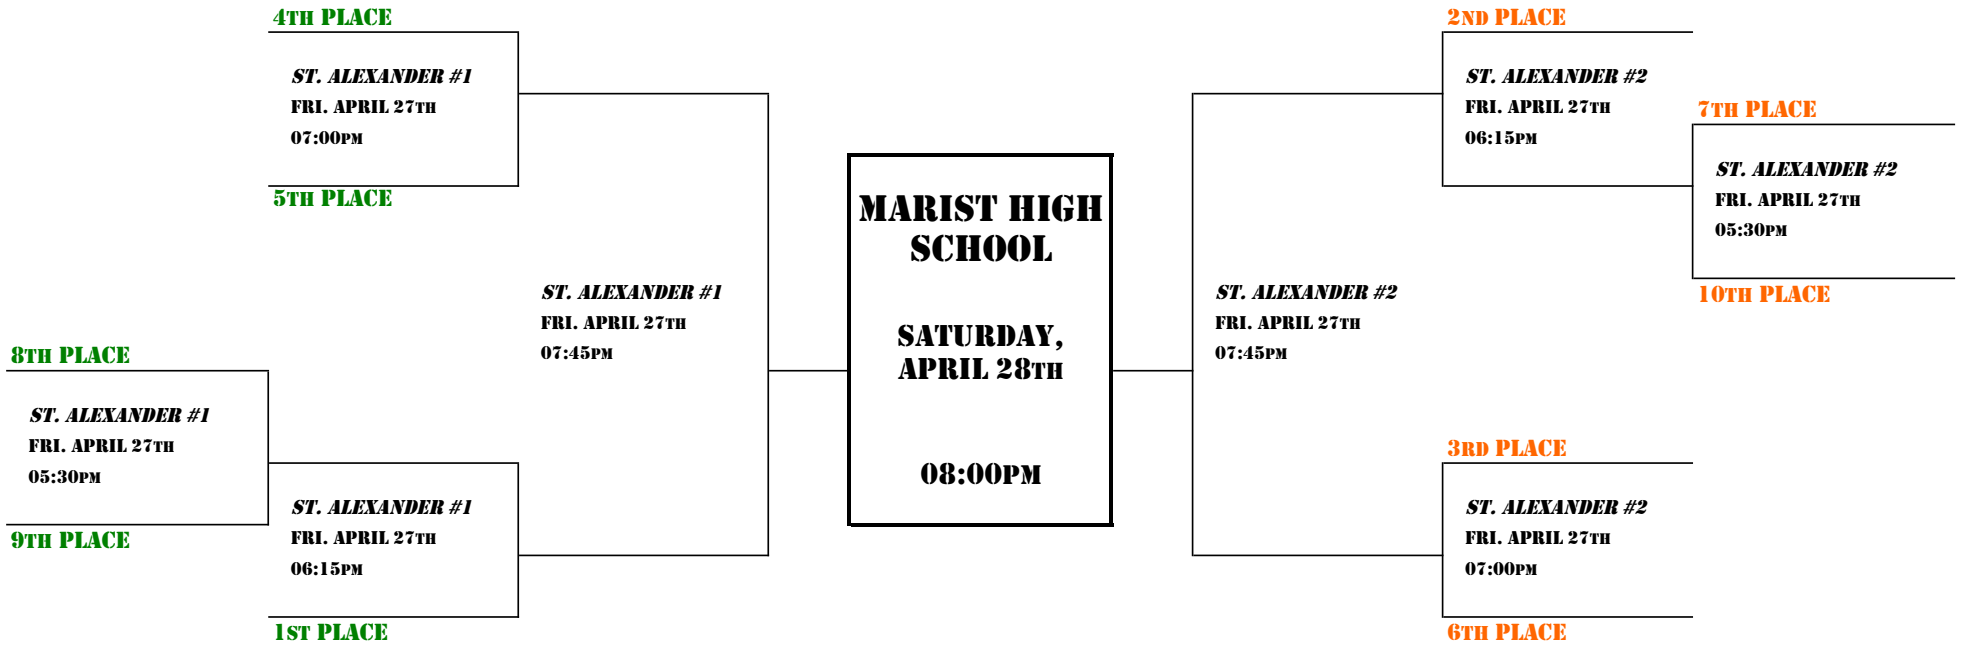 4TH PLACE
ST. ALEXANDER #1
FRI. APRIL 27TH
07:00PM
5TH PLACE
ST. ALEXANDER #1
FRI. APRIL 27TH
07:45PM
8TH PLACE
ST. ALEXANDER #1
FRI. APRIL 27TH
05:30PM
9TH PLACE
ST. ALEXANDER #1
FRI. APRIL 27TH
06:15PM
1ST PLACE
MARIST HIGH
SCHOOL
SATURDAY,
APRIL 28TH
08:00PM
2ND PLACE
ST. ALEXANDER #2
FRI. APRIL 27TH
06:15PM
7TH PLACE
ST. ALEXANDER #2
FRI. APRIL 27TH
05:30PM
10TH PLACE
ST. ALEXANDER #2
FRI. APRIL 27TH
07:45PM
3RD PLACE
ST. ALEXANDER #2
FRI. APRIL 27TH
07:00PM
6TH PLACE